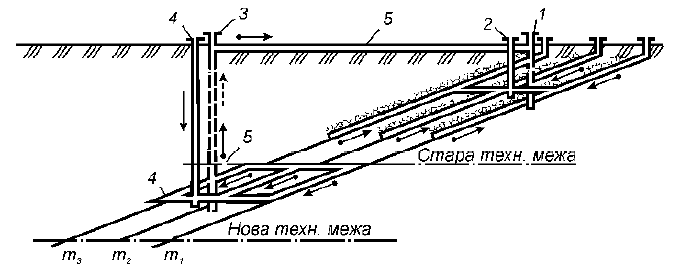 4 3 5 2 1
5
Стара техн. межа
4
Нова техн. межа
m₃ m₂ m₁